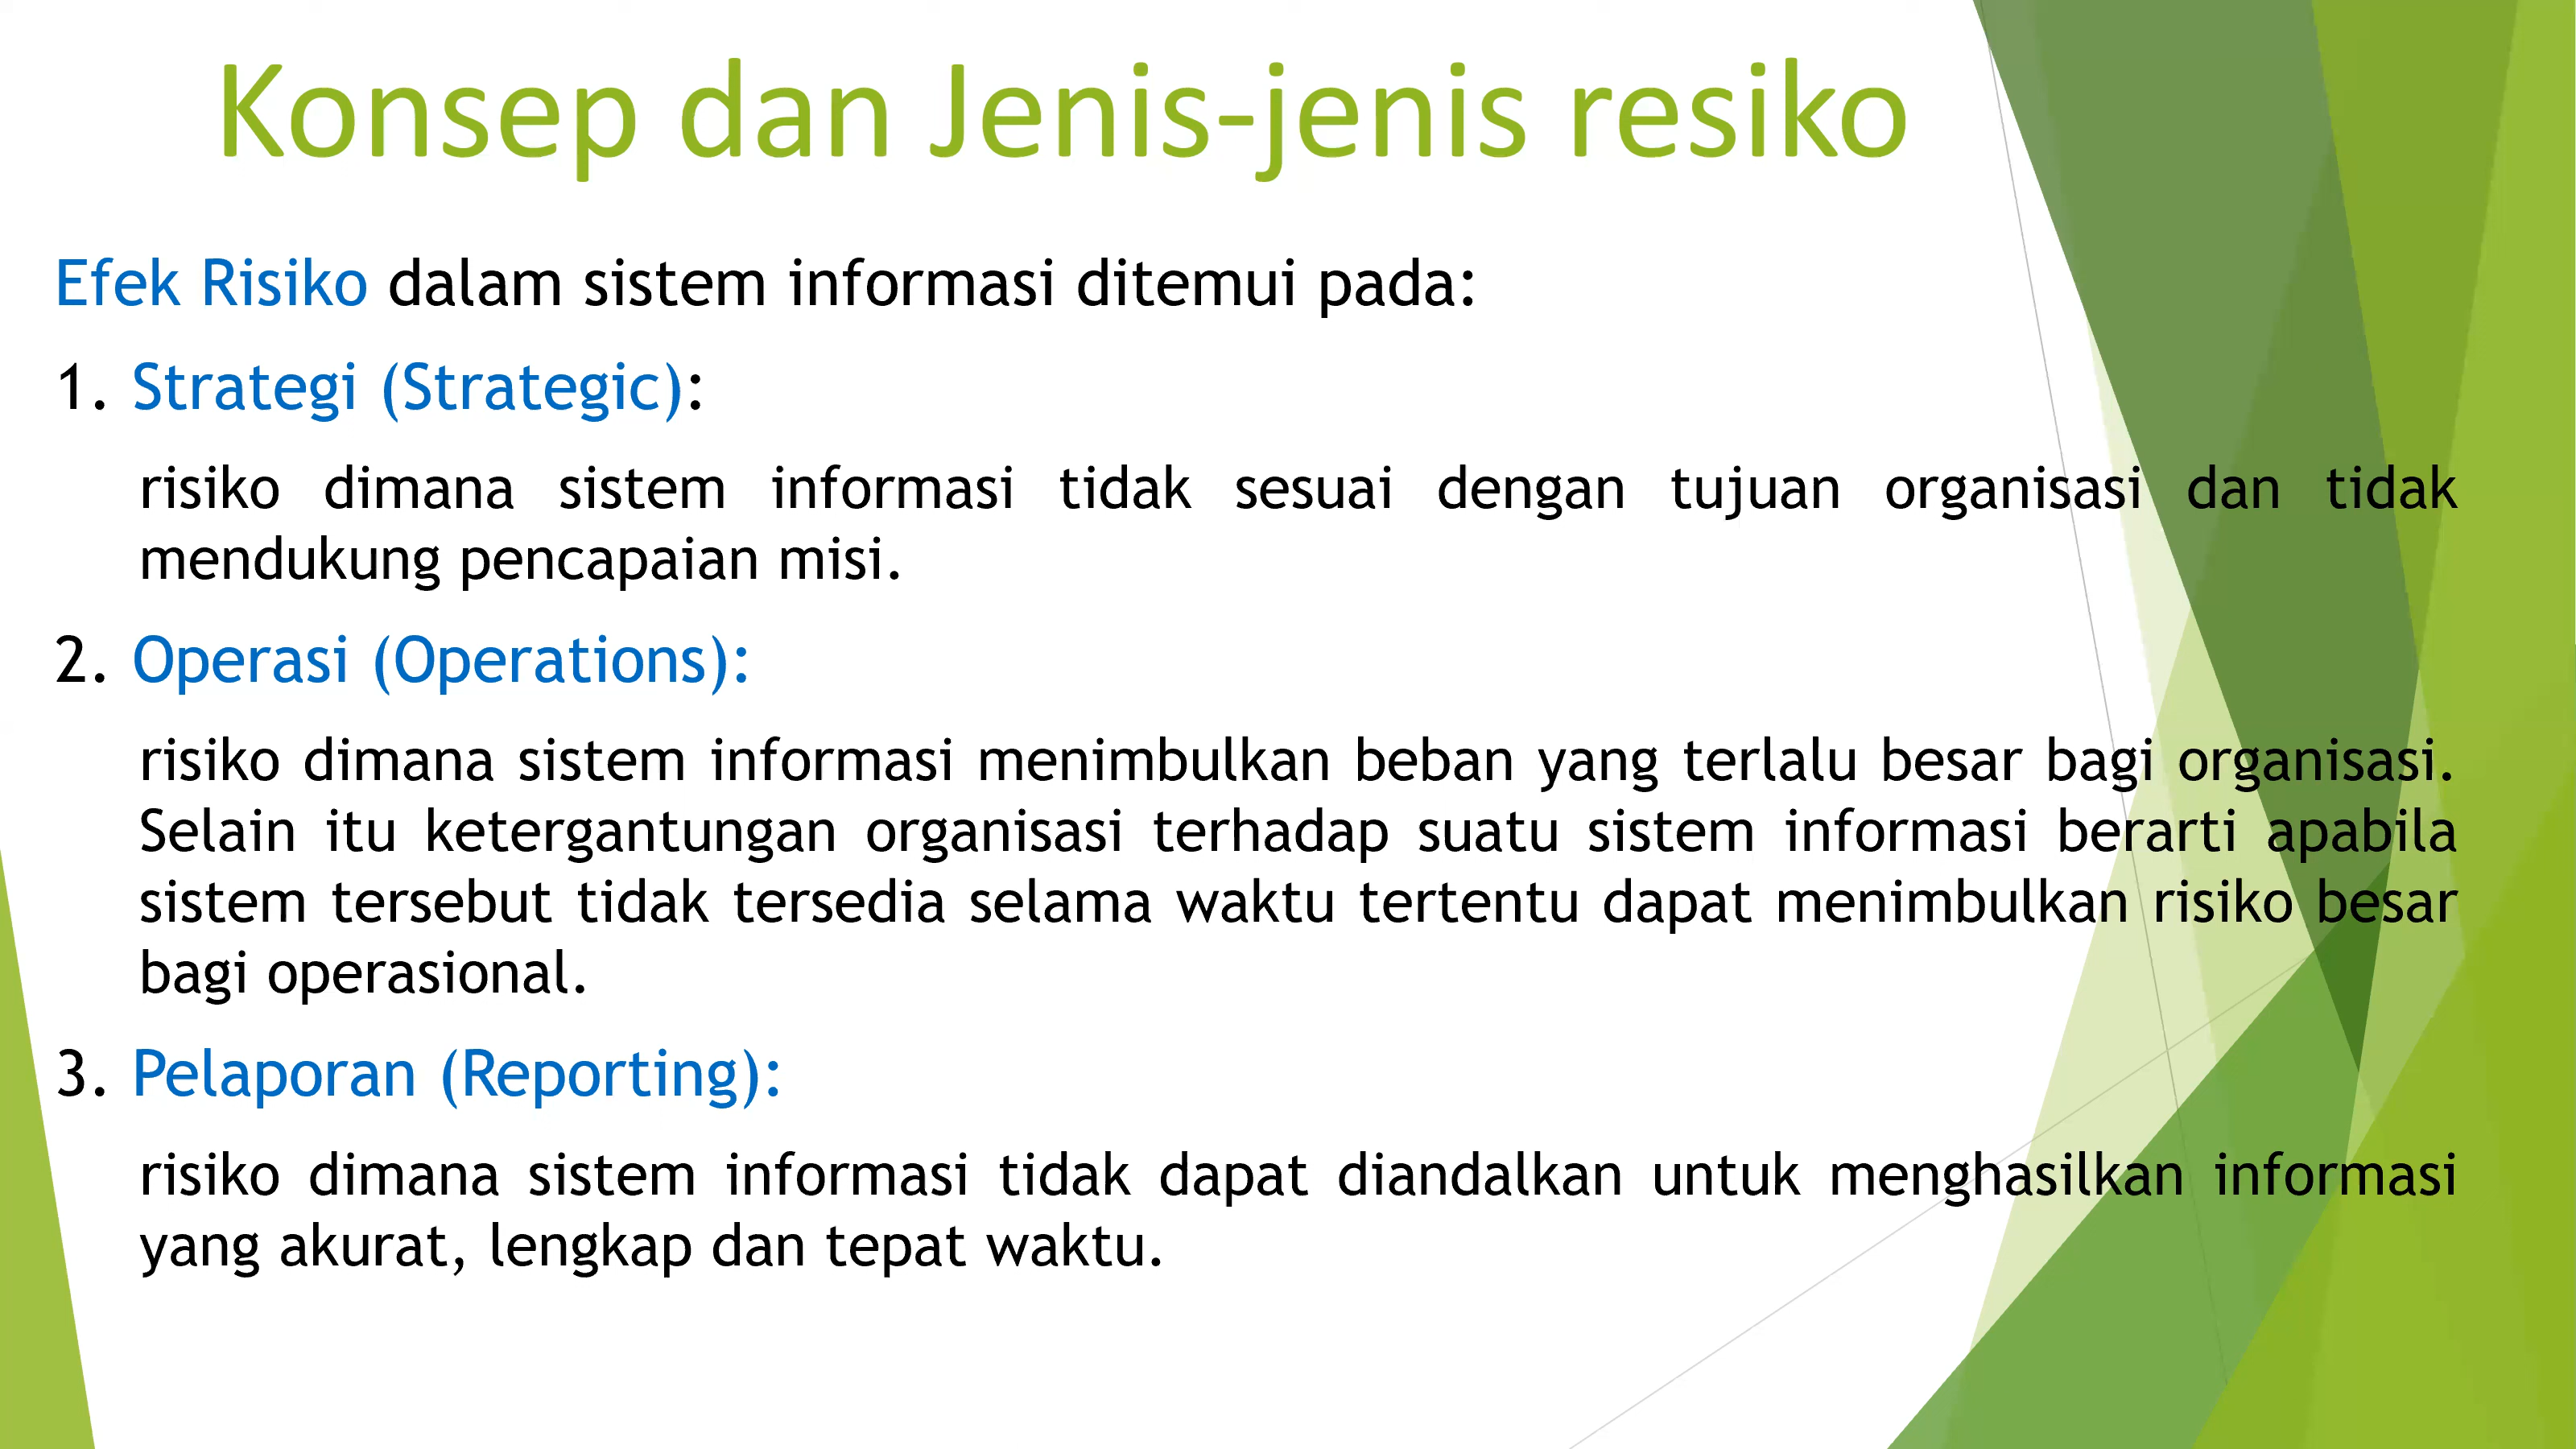 Konsep dan Jenis-jenis resiko
Efek Risiko dalam sistem informasi ditemui pada:
1. Strategi (Strategic):
risiko dimana sistem informasi tidak sesuai dengan tujuan organisasi dan tidak
mendukung pencapaian misi.
2. Operasi (Operations):
risiko dimana sistem informasi menimbulkan beban yang terlalu besar bagi organisasi.
Selain itu ketergantungan organisasi terhadap suatu sistem informasi berarti apabila
sistem tersebut tidak tersedia selama waktu tertentu dapat menimbulkan risiko besar
bagi operasional.
3. Pelaporan (Reporting):
risiko dimana sistem informasi tidak dapat diandalkan untuk menghasilkan informasi
yang akurat, lengkap dan tepat waktu.